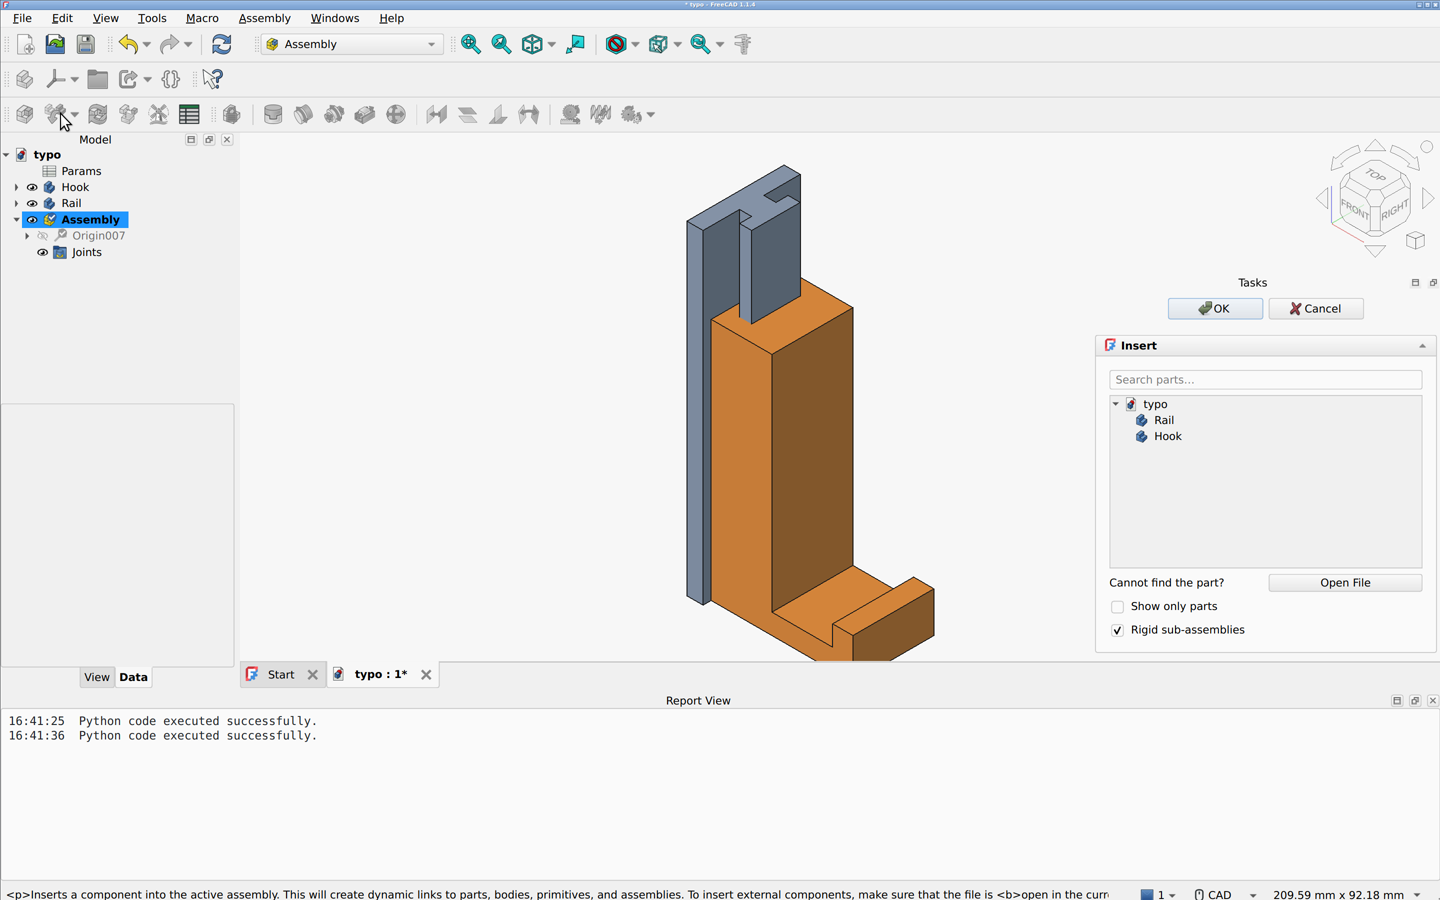 * typo - FreeCAD 1.1.4
File Edit View Tools Macro Assembly Windows Help
Assembly
Model
typo
Params
Hook
Rail
Assembly
Origin007
Joints
View Data
TOP
FRONT
RIGHT
Tasks
OK Cancel
Insert
Search parts...
typo
Rail
Hook
Cannot find the part? Open File
Show only parts
Rigid sub-assemblies
Start typo : 1*
Report View
16:41:25 Python code executed successfully.
16:41:36 Python code executed successfully.
<p>Inserts a component into the active assembly. This will create dynamic links to parts, bodies, primitives, and assemblies. To insert external components, make sure that the file is <b>open in the curr
1 CAD 209.59 mm x 92.18 mm